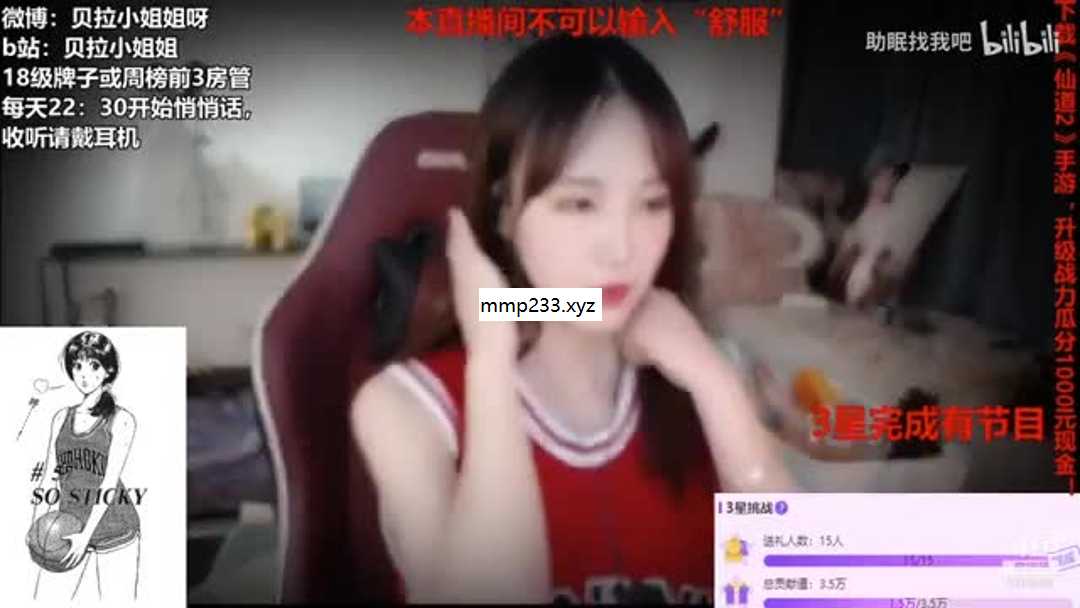 微博：贝拉小姐姐呀
b站：贝拉小姐姐
18级牌子或周榜前3房管
每天22：30开始悄悄话,
收听请戴耳机
本直播间不可以输入“舒服”
助眠找我吧 bilibili
下载《仙道2》手游，升级战力瓜分1000元现金！
mmp233.xyz
3星完成有节目
# S
SO STICKY
3星挑战 ?
送礼人数：15人
15/15
总贡献值：3.5万
3.5万/3.5万